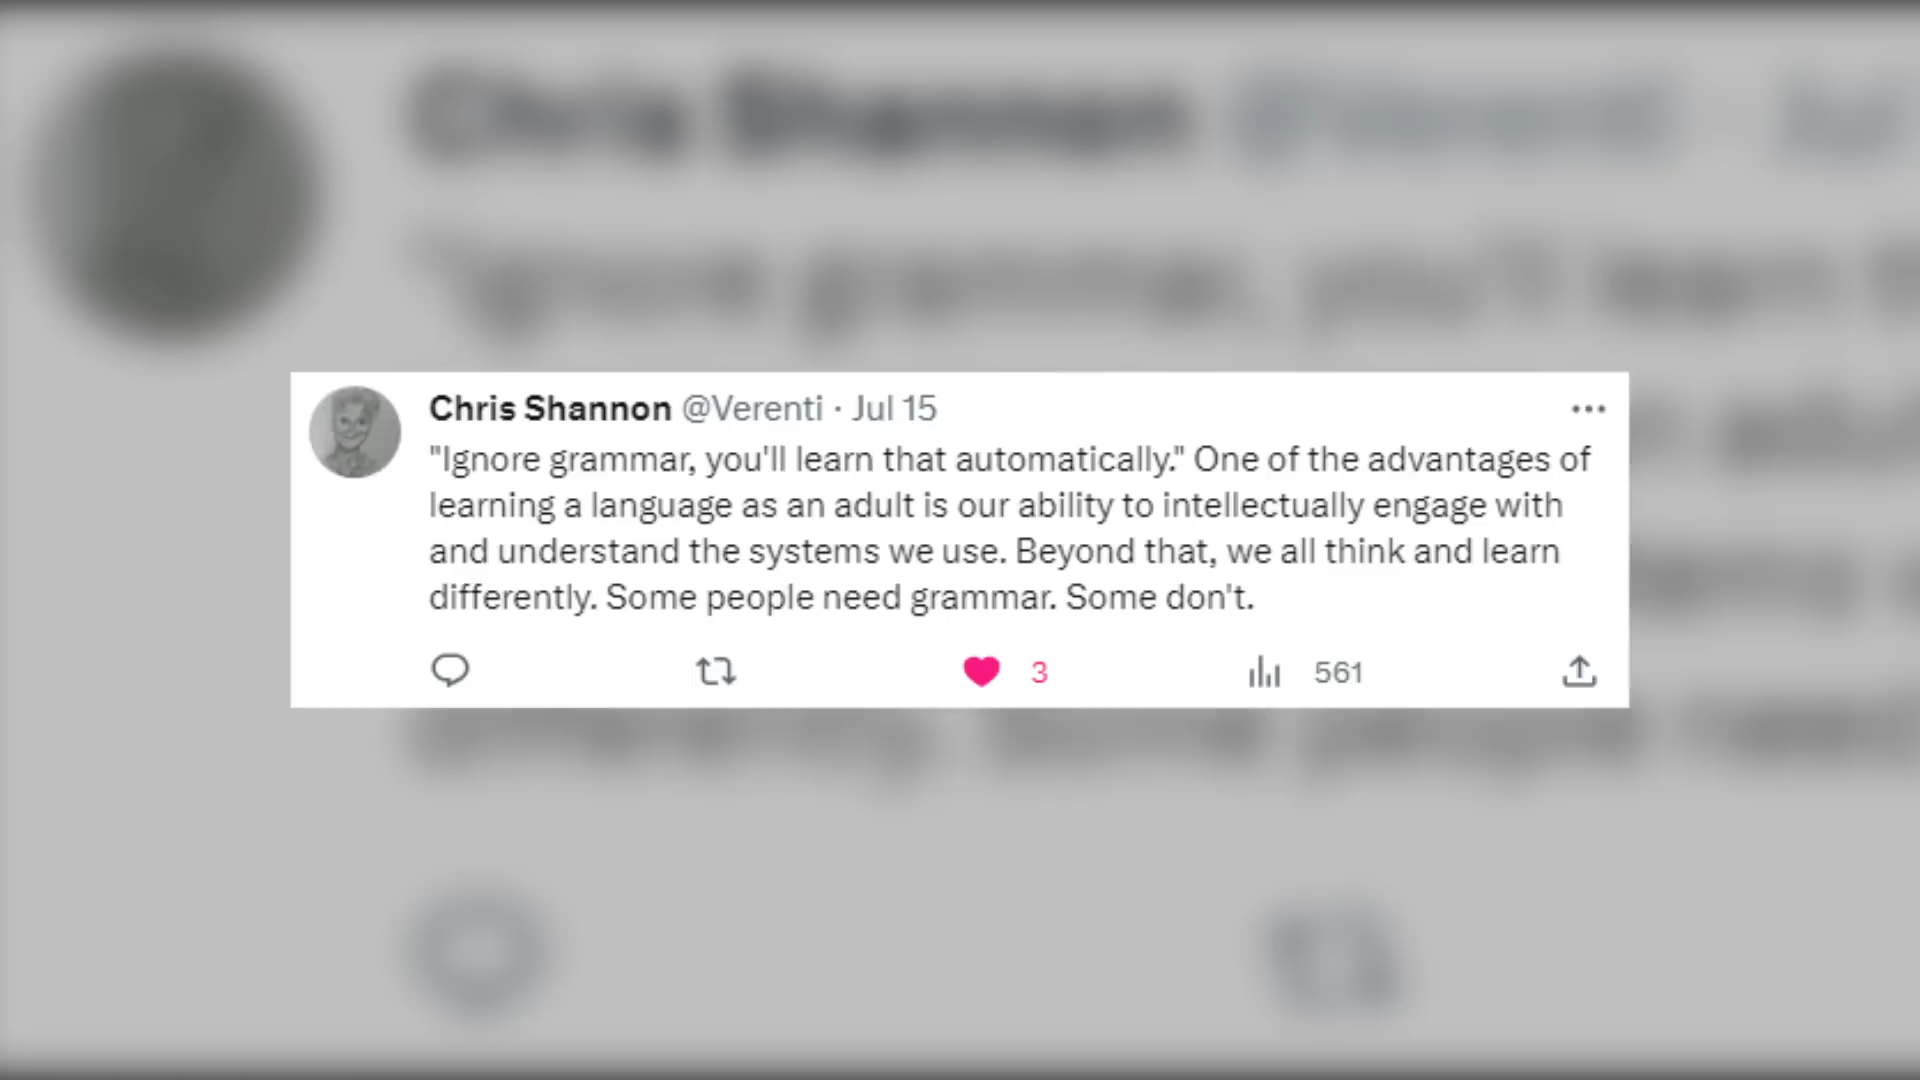 Chris Shannon @Verenti · Jul 15
"Ignore grammar, you'll learn that automatically." One of the advantages of
learning a language as an adult is our ability to intellectually engage with
and understand the systems we use. Beyond that, we all think and learn
differently. Some people need grammar. Some don't.
3 561